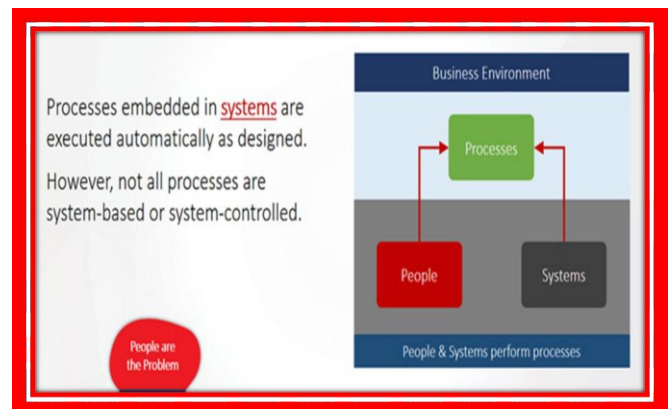 Processes embedded in systems are
executed automatically as designed.
However, not all processes are
system-based or system-controlled.
People are
the Problem
Business Environment
Processes
People
Systems
People & Systems perform processes